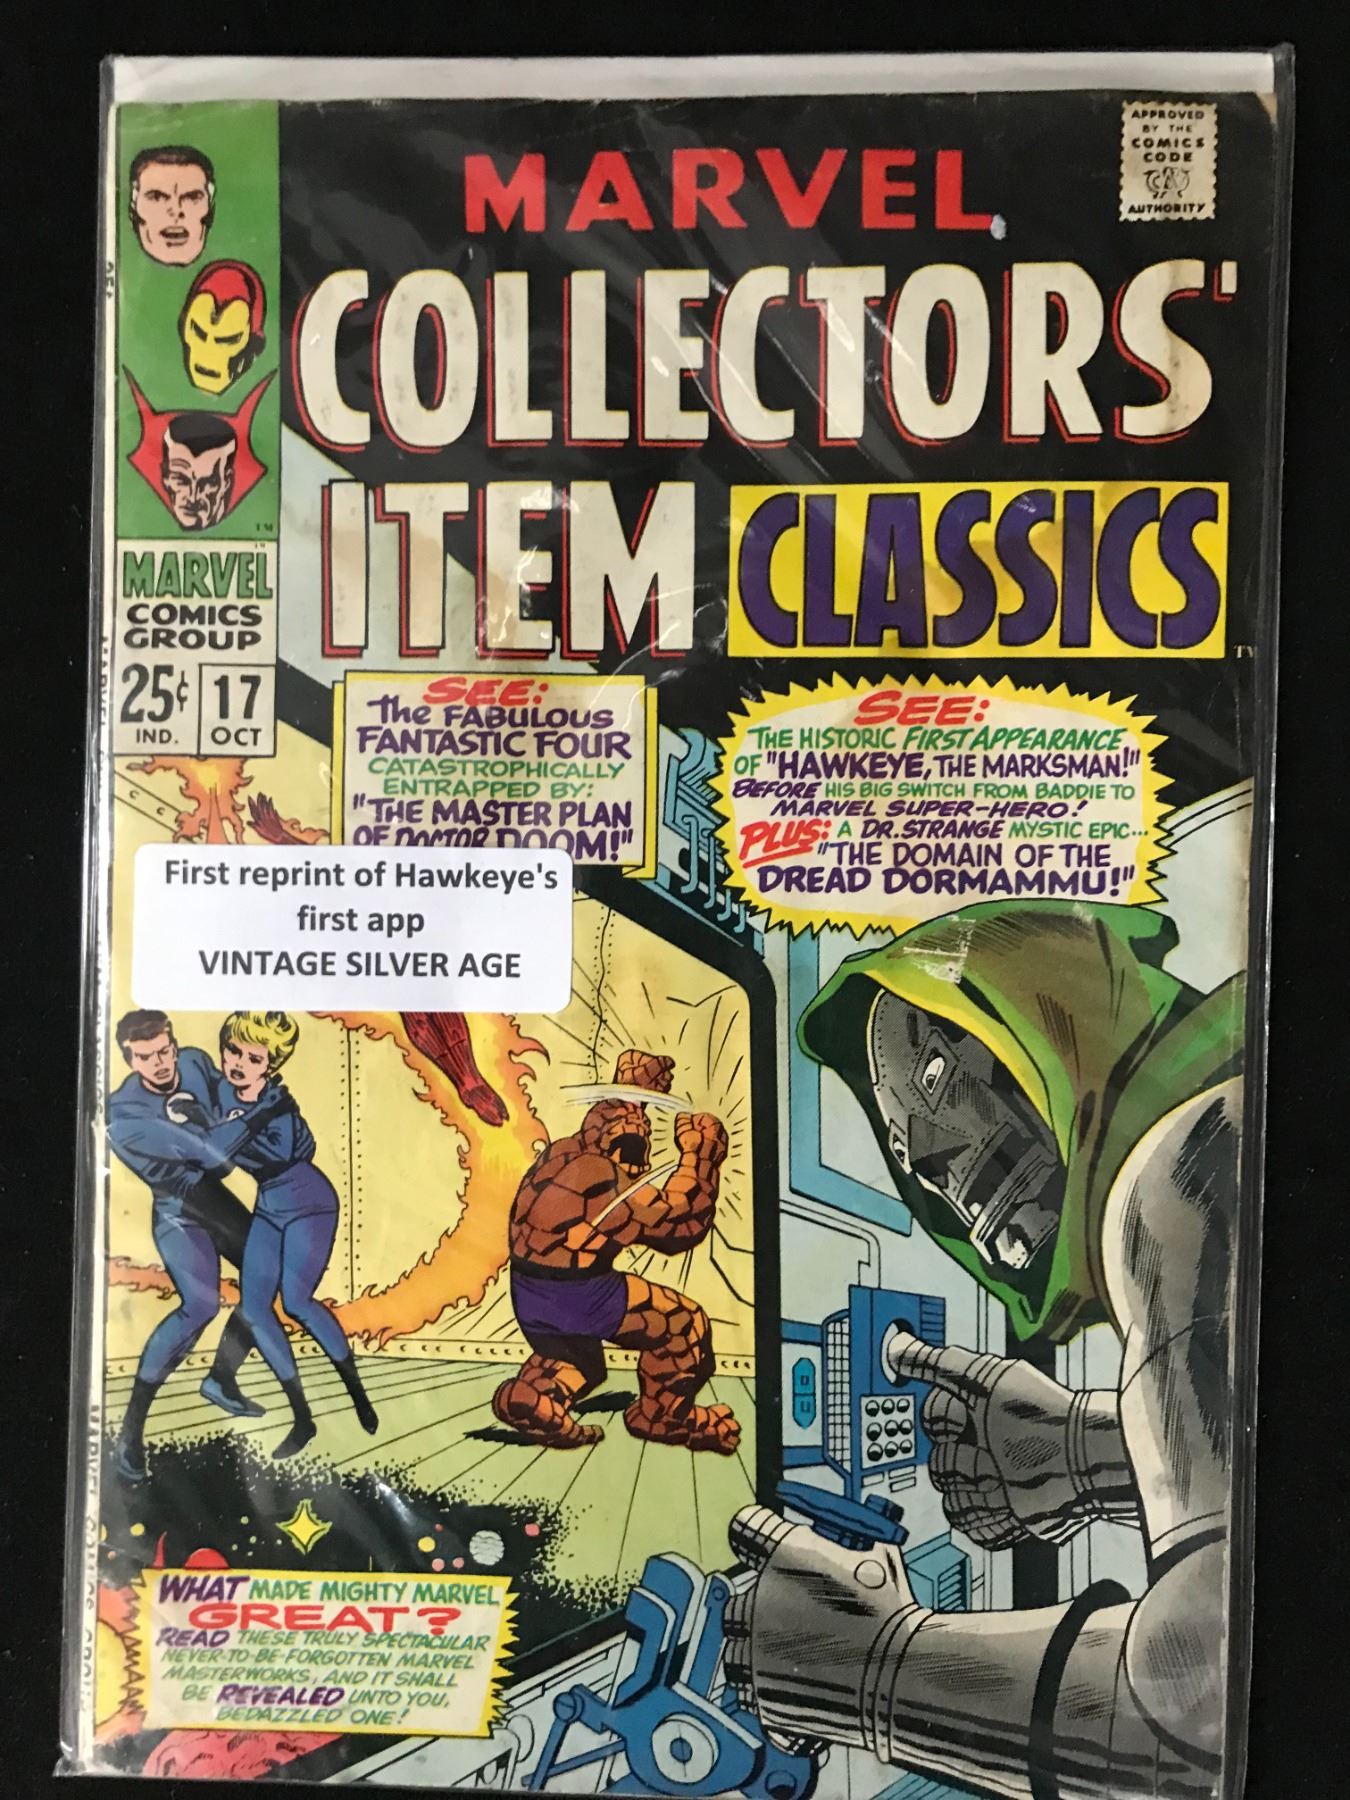 APPROVED
BY THE
COMICS
CODE
CA
AUTHORITY
MARVEL
COLLECTORS'
ITEM CLASSICS
TM
MARVEL
COMICS
GROUP
25¢
IND.
17
OCT
SEE:
The FABULOUS
FANTASTIC FOUR
CATASTROPHICALLY
ENTRAPPED BY:
"THE MASTER PLAN
OF DOCTOR DOOM!"
SEE:
THE HISTORIC FIRST APPEARANCE
OF "HAWKEYE, THE MARKSMAN!"
BEFORE HIS BIG SWITCH FROM BADDIE TO
MARVEL SUPER-HERO!
PLUS: A DR. STRANGE MYSTIC EPIC...
"THE DOMAIN OF THE
DREAD DORMAMMU!"
First reprint of Hawkeye's
first app
VINTAGE SILVER AGE
WHAT MADE MIGHTY MARVEL
GREAT?
READ THESE TRULY SPECTACULAR
NEVER-TO-BE-FORGOTTEN MARVEL
MASTERWORKS, AND IT SHALL
BE REVEALED UNTO YOU,
BEDAZZLED ONE!